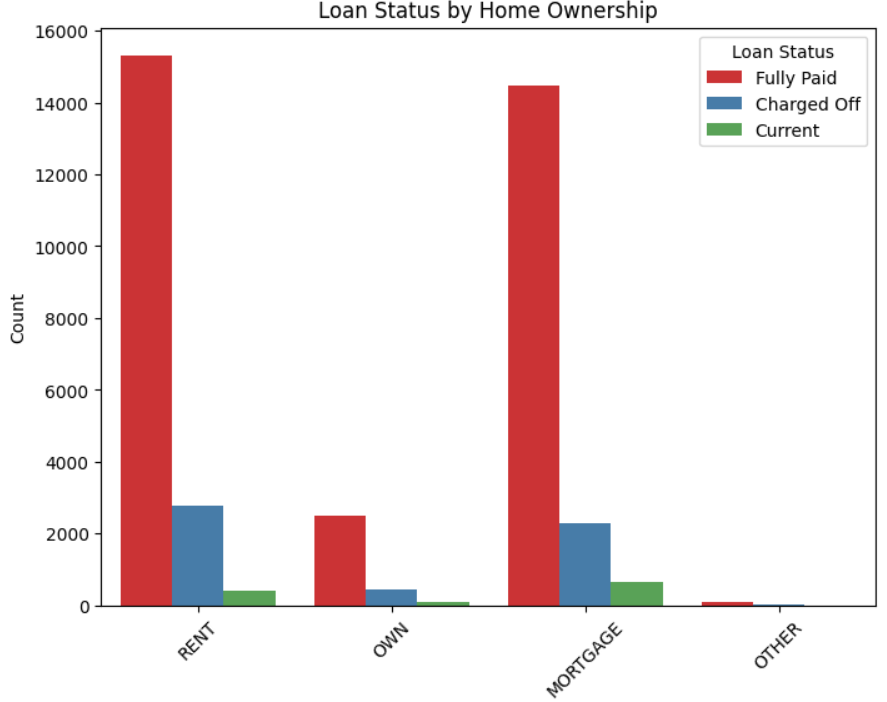 Loan Status by Home Ownership
16000
14000
12000
10000
8000
6000
4000
2000
0
Count
Loan Status
Fully Paid
Charged Off
Current
RENT
OWN
MORTGAGE
OTHER